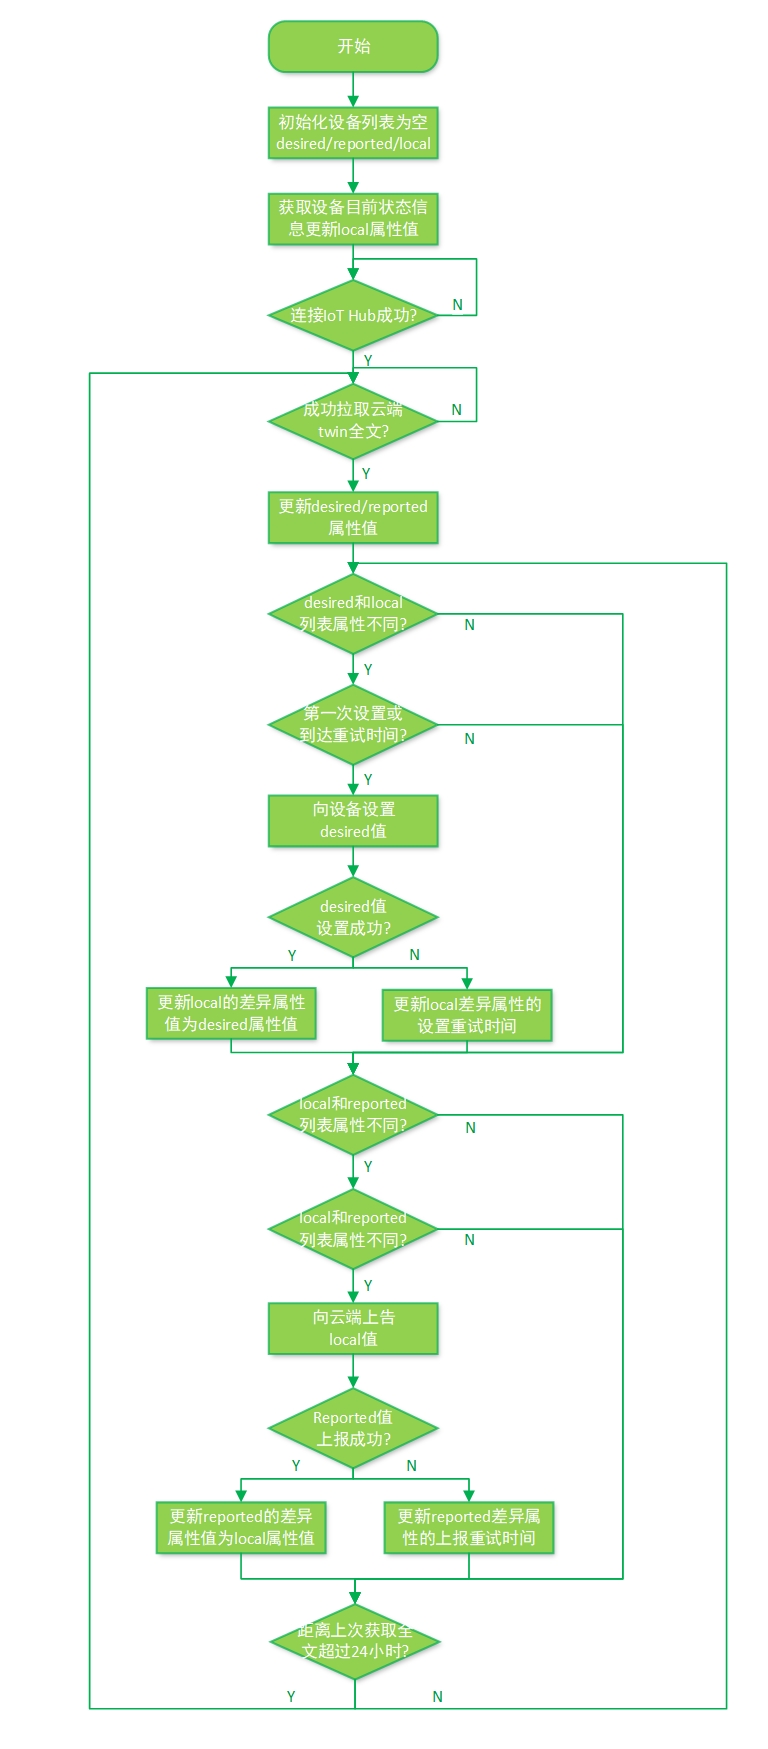 开始
初始化设备列表为空
desired/reported/local
获取设备目前状态信
息更新local属性值
连接IoT Hub成功?
N
Y
成功拉取云端
twin全文?
N
Y
更新desired/reported
属性值
desired和local
列表属性不同?
N
Y
第一次设置或
到达重试时间?
N
Y
向设备设置
desired值
desired值
设置成功?
Y
N
更新local的差异属性
值为desired属性值
更新local差异属性的
设置重试时间
local和reported
列表属性不同?
N
Y
local和reported
列表属性不同?
N
Y
向云端上告
local值
Reported值
上报成功?
Y
N
更新reported的差异
属性值为local属性值
更新reported差异属
性的上报重试时间
距离上次获取全
文超过24小时?
Y
N